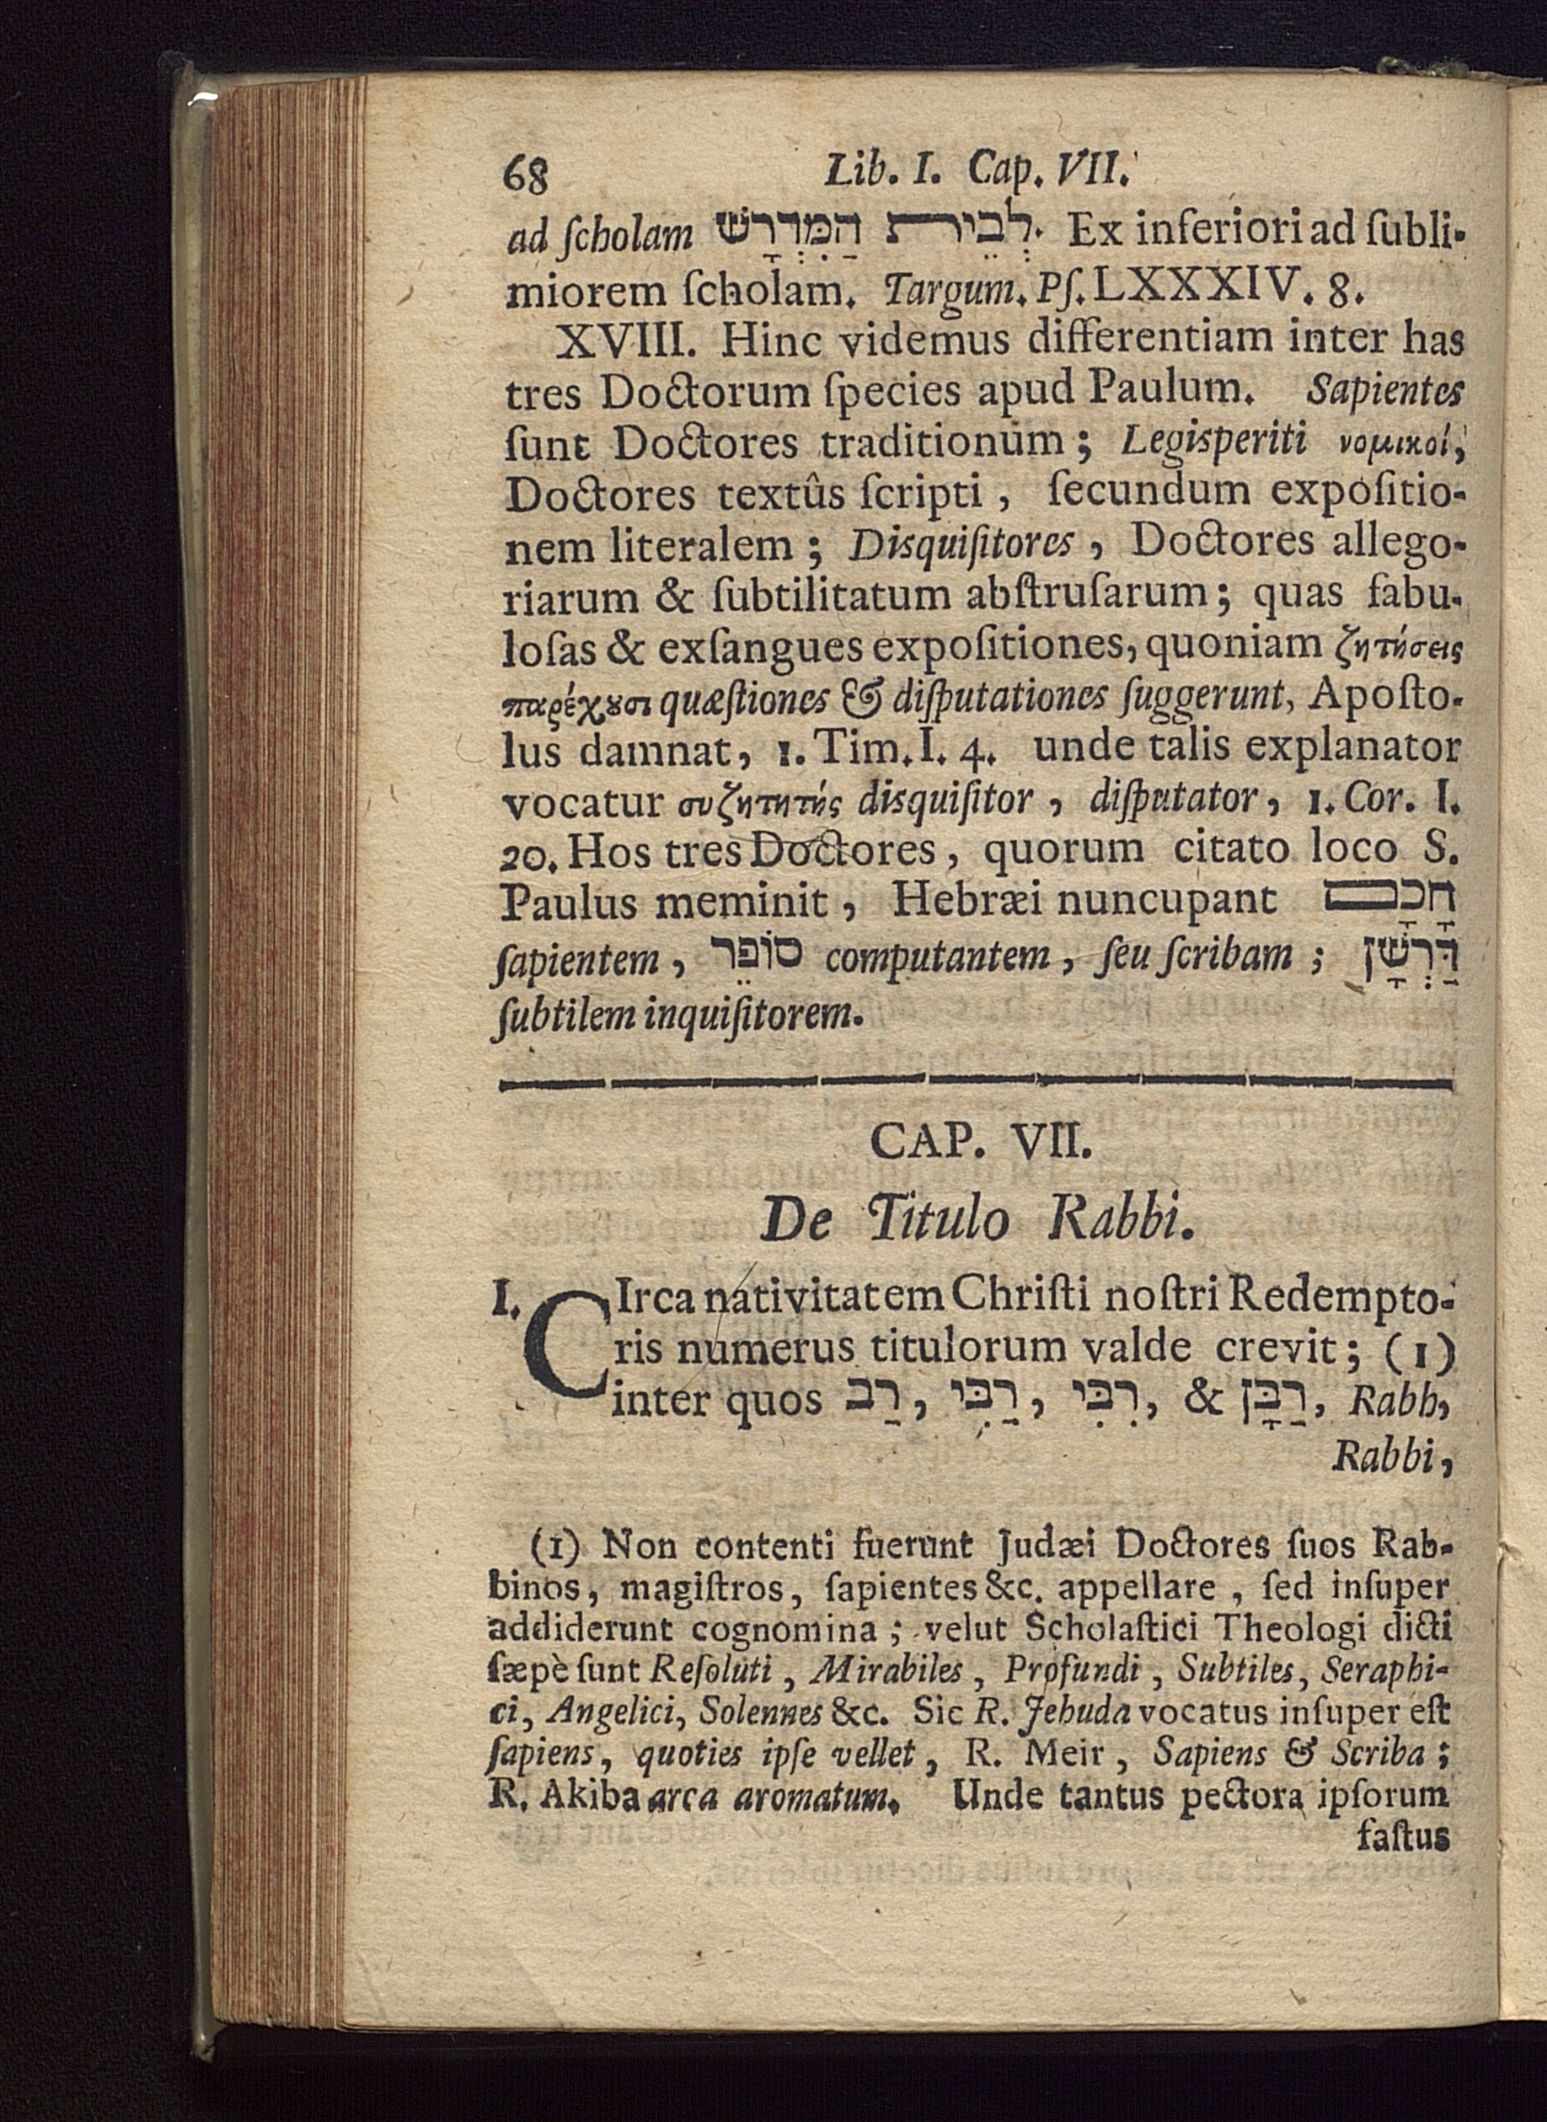 68 Lib. I. Cap. VII.
ad ſcholam לְבֵית הַמִּדְרָשׁ. Ex inferiori ad ſubli-
miorem ſcholam. Targum. Pſ. LXXXIV. 8.
XVIII. Hinc videmus differentiam inter has
tres Doctorum ſpecies apud Paulum. Sapientes
ſunt Doctores traditionum; Legisperiti νομικοί,
Doctores textûs ſcripti, ſecundum expoſitio-
nem literalem; Disquiſitores, Doctores allego-
riarum & ſubtilitatum abſtruſarum; quas fabu-
loſas & exſangues expoſitiones, quoniam ζητήσεις
παρέχουσι quæſtiones & diſputationes ſuggerunt, Apoſto-
lus damnat, 1. Tim. I. 4. unde talis explanator
vocatur συζητητής disquiſitor, diſputator, 1. Cor. I.
20. Hos tres Doctores, quorum citato loco S.
Paulus meminit, Hebræi nuncupant חָכָם
ſapientem, סוֹפֵר computantem, ſeu ſcribam; דַּרְשָׁן
ſubtilem inquiſitorem.
CAP. VII.
De Titulo Rabbi.
I. CIrca nativitatem Chriſti noſtri Redempto-
ris numerus titulorum valde crevit; (1)
inter quos רַב, רַבִּי, רִבִּי, & רַבָּן, Rabb,
Rabbi,
(1) Non contenti fuerunt Judæi Doctores ſuos Rab-
binos, magiſtros, ſapientes &c. appellare, ſed inſuper
addiderunt cognomina; velut Scholaſtici Theologi dicti
ſæpè ſunt Reſoluti, Mirabiles, Profundi, Subtiles, Seraphi-
ci, Angelici, Solennes &c. Sic R. Jehuda vocatus inſuper eſt
ſapiens, quoties ipſe vellet, R. Meir, Sapiens & Scriba;
R. Akiba arca aromatum. Unde tantus pectora ipſorum
faſtus